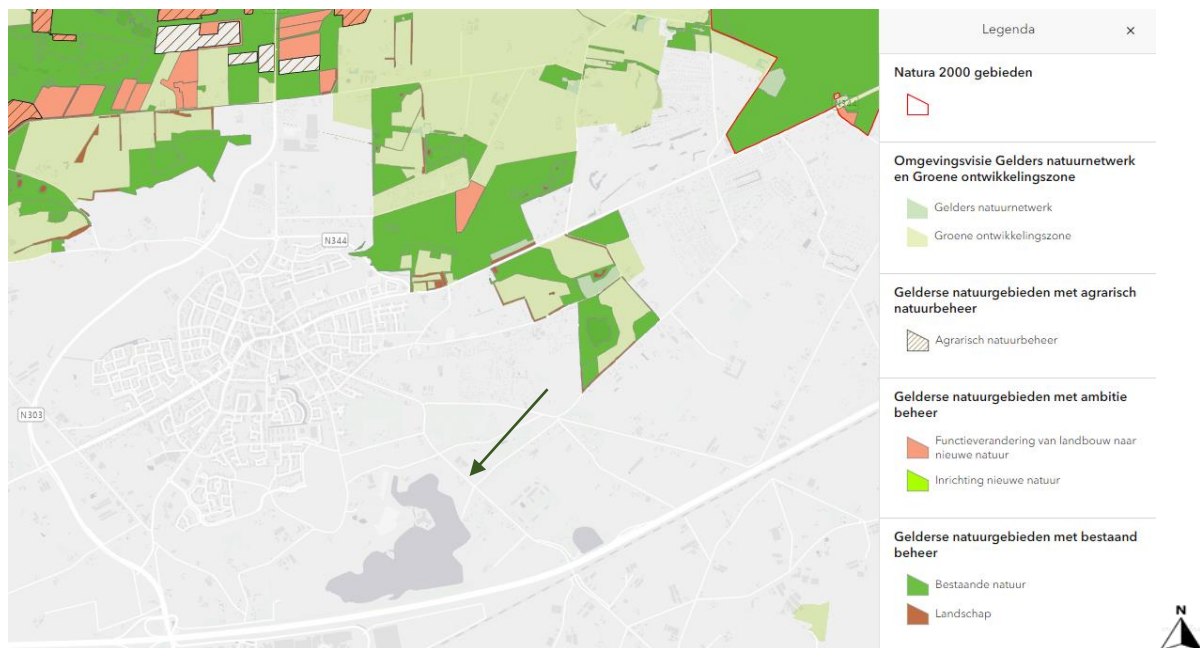 N344
N303
Legenda
×
Natura 2000 gebieden
Omgevingsvisie Gelders natuurnetwerk
en Groene ontwikkelingszone
Gelders natuurnetwerk
Groene ontwikkelingszone
Gelderse natuurgebieden met agrarisch
natuurbeheer
Agrarisch natuurbeheer
Gelderse natuurgebieden met ambitie
beheer
Functieverandering van landbouw naar
nieuwe natuur
Inrichting nieuwe natuur
Gelderse natuurgebieden met bestaand
beheer
Bestaande natuur
Landschap
N